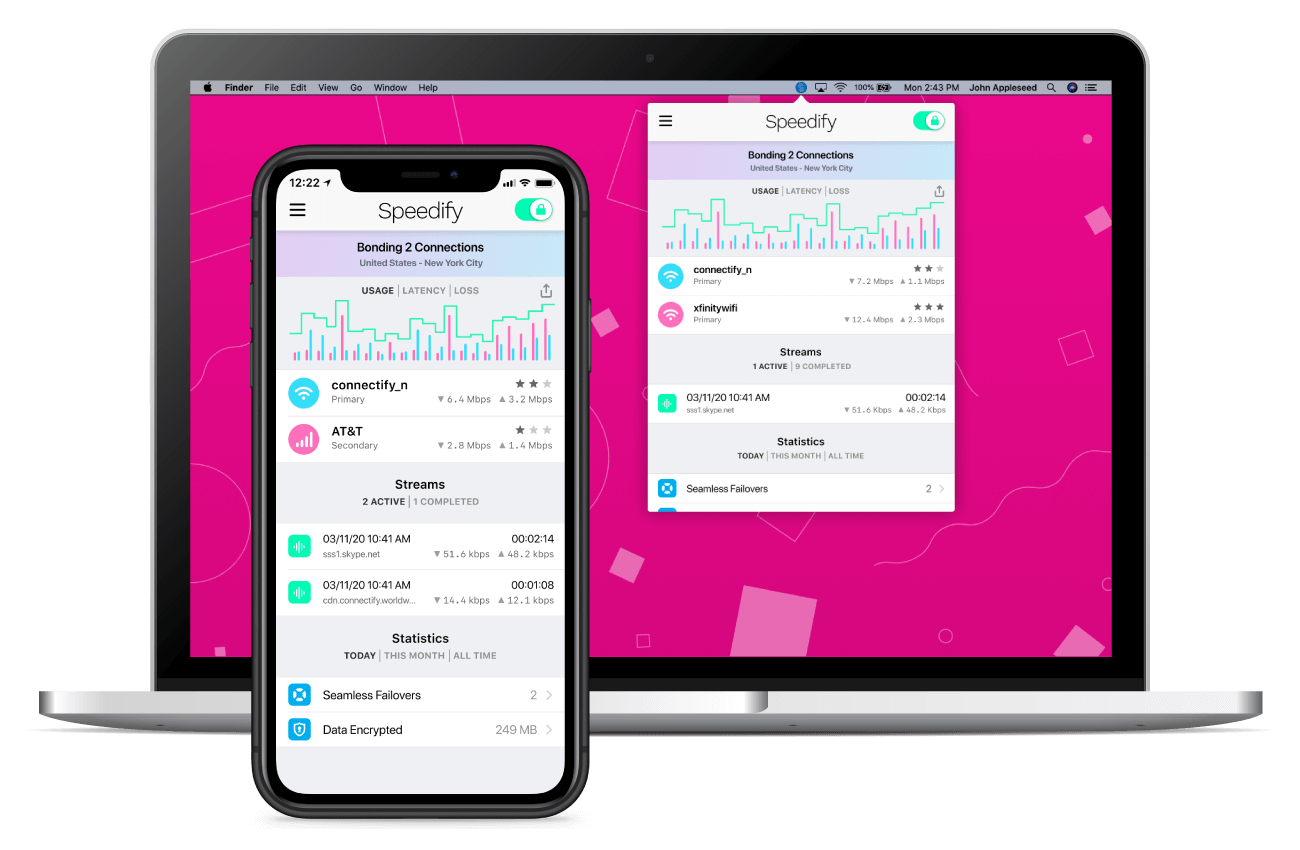 Finder File Edit View Go Window Help 100% Mon 2:43 PM John Appleseed
Speedify
Bonding 2 Connections
United States - New York City
USAGE | LATENCY | LOSS
connectify_n
Primary ▼ 7.2 Mbps ▲ 1.1 Mbps
xfinitywifi
Primary ▼ 12.4 Mbps ▲ 2.3 Mbps
Streams
1 ACTIVE | 9 COMPLETED
03/11/20 10:41 AM 00:02:14
sss1.skype.net ▼ 51.6 Kbps ▲ 48.2 Kbps
Statistics
TODAY | THIS MONTH | ALL TIME
Seamless Failovers 2
12:22
Speedify
Bonding 2 Connections
United States - New York City
USAGE | LATENCY | LOSS
connectify_n
Primary ▼ 6.4 Mbps ▲ 3.2 Mbps
AT&T
Secondary ▼ 2.8 Mbps ▲ 1.4 Mbps
Streams
2 ACTIVE | 1 COMPLETED
03/11/20 10:41 AM 00:02:14
sss1.skype.net ▼ 51.6 kbps ▲ 48.2 kbps
03/11/20 10:41 AM 00:01:08
cdn.connectify.worldw... ▼ 14.4 kbps ▲ 12.1 kbps
Statistics
TODAY | THIS MONTH | ALL TIME
Seamless Failovers 2
Data Encrypted 249 MB